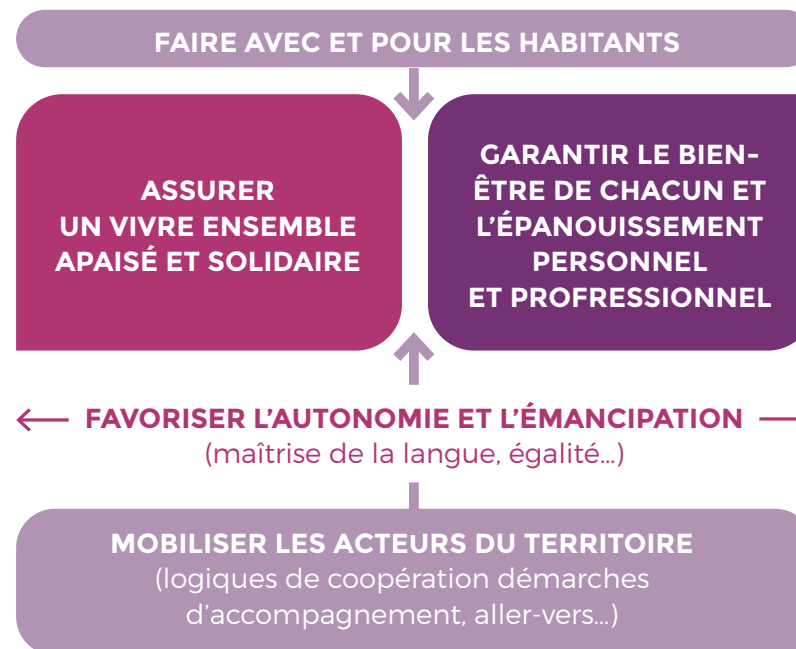 FAIRE AVEC ET POUR LES HABITANTS
ASSURER
UN VIVRE ENSEMBLE
APAISÉ ET SOLIDAIRE
GARANTIR LE BIEN-
ÊTRE DE CHACUN ET
L’ÉPANOUISSEMENT
PERSONNEL
ET PROFRESSIONNEL
FAVORISER L’AUTONOMIE ET L’ÉMANCIPATION
(maîtrise de la langue, égalité…)
MOBILISER LES ACTEURS DU TERRITOIRE
(logiques de coopération démarches
d’accompagnement, aller-vers…)